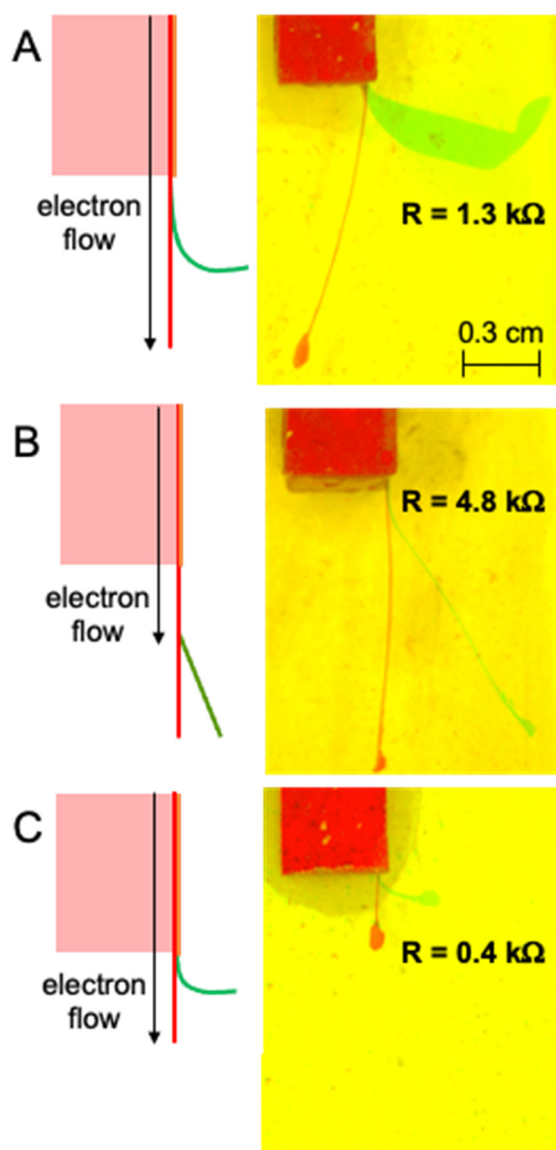 A
electron
flow
R = 1.3 kΩ
0.3 cm
B
electron
flow
R = 4.8 kΩ
C
electron
flow
R = 0.4 kΩ